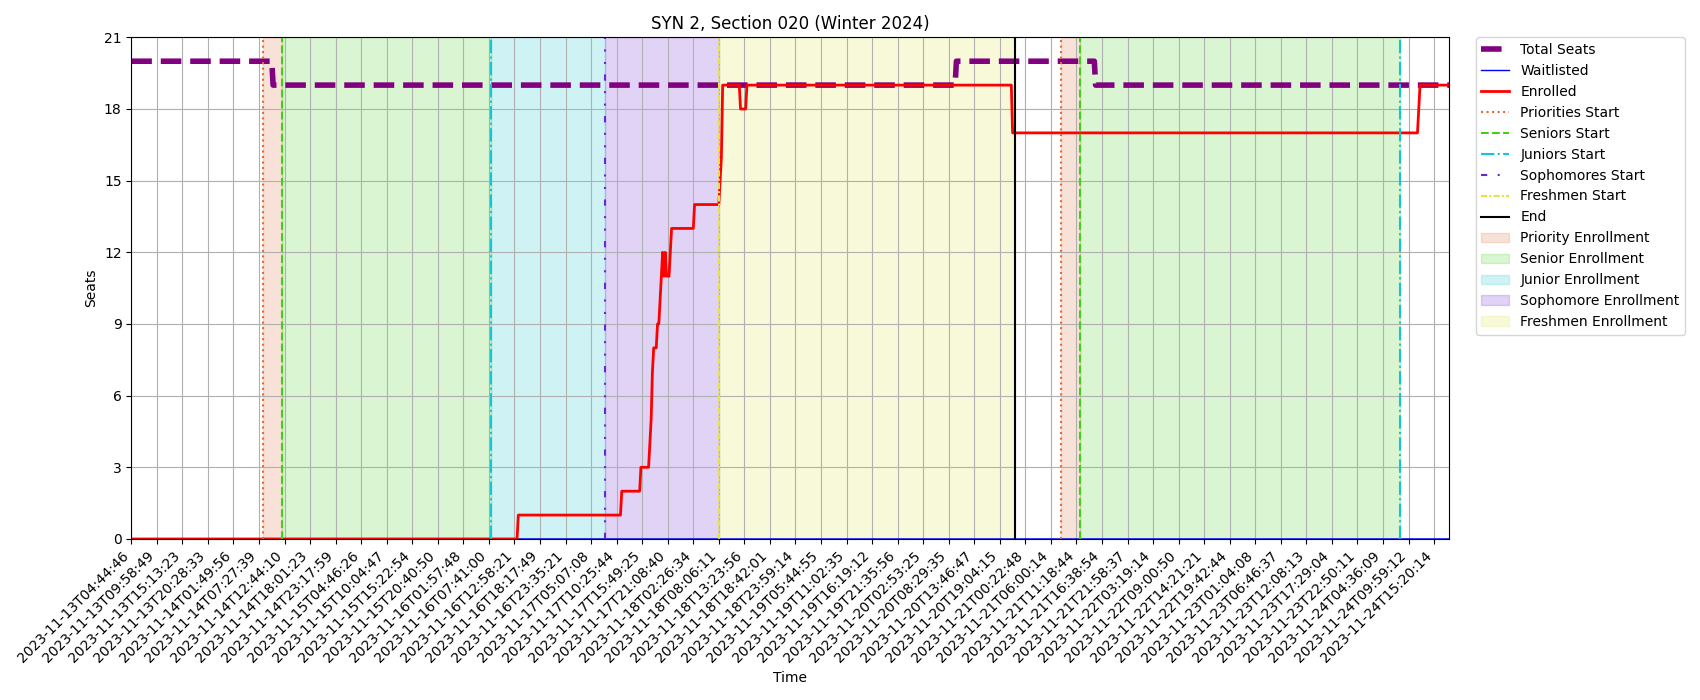 SYN 2, Section 020 (Winter 2024)
Seats
21
18
15
12
9
6
3
0
2023-11-13T04:44:46
2023-11-13T09:58:49
2023-11-13T15:13:23
2023-11-13T20:28:33
2023-11-14T01:49:56
2023-11-14T07:27:39
2023-11-14T12:44:10
2023-11-14T18:01:23
2023-11-14T23:17:59
2023-11-15T04:46:26
2023-11-15T10:04:47
2023-11-15T15:22:54
2023-11-15T20:40:50
2023-11-16T01:57:48
2023-11-16T07:41:00
2023-11-16T12:58:21
2023-11-16T18:17:49
2023-11-16T23:35:21
2023-11-17T05:07:08
2023-11-17T10:25:44
2023-11-17T15:49:25
2023-11-17T21:08:40
2023-11-18T02:26:34
2023-11-18T08:06:11
2023-11-18T13:23:56
2023-11-18T18:42:01
2023-11-18T23:59:14
2023-11-19T05:44:55
2023-11-19T11:02:35
2023-11-19T16:19:12
2023-11-19T21:35:56
2023-11-20T02:53:25
2023-11-20T08:29:35
2023-11-20T13:46:47
2023-11-20T19:04:15
2023-11-21T00:22:48
2023-11-21T06:00:14
2023-11-21T11:18:44
2023-11-21T16:38:54
2023-11-21T21:58:37
2023-11-22T03:19:14
2023-11-22T09:00:50
2023-11-22T14:21:21
2023-11-22T19:42:44
2023-11-23T01:04:08
2023-11-23T06:46:37
2023-11-23T12:08:13
2023-11-23T17:29:04
2023-11-23T22:50:11
2023-11-24T04:36:09
2023-11-24T09:59:12
2023-11-24T15:20:14
Time
Total Seats
Waitlisted
Enrolled
Priorities Start
Seniors Start
Juniors Start
Sophomores Start
Freshmen Start
End
Priority Enrollment
Senior Enrollment
Junior Enrollment
Sophomore Enrollment
Freshmen Enrollment